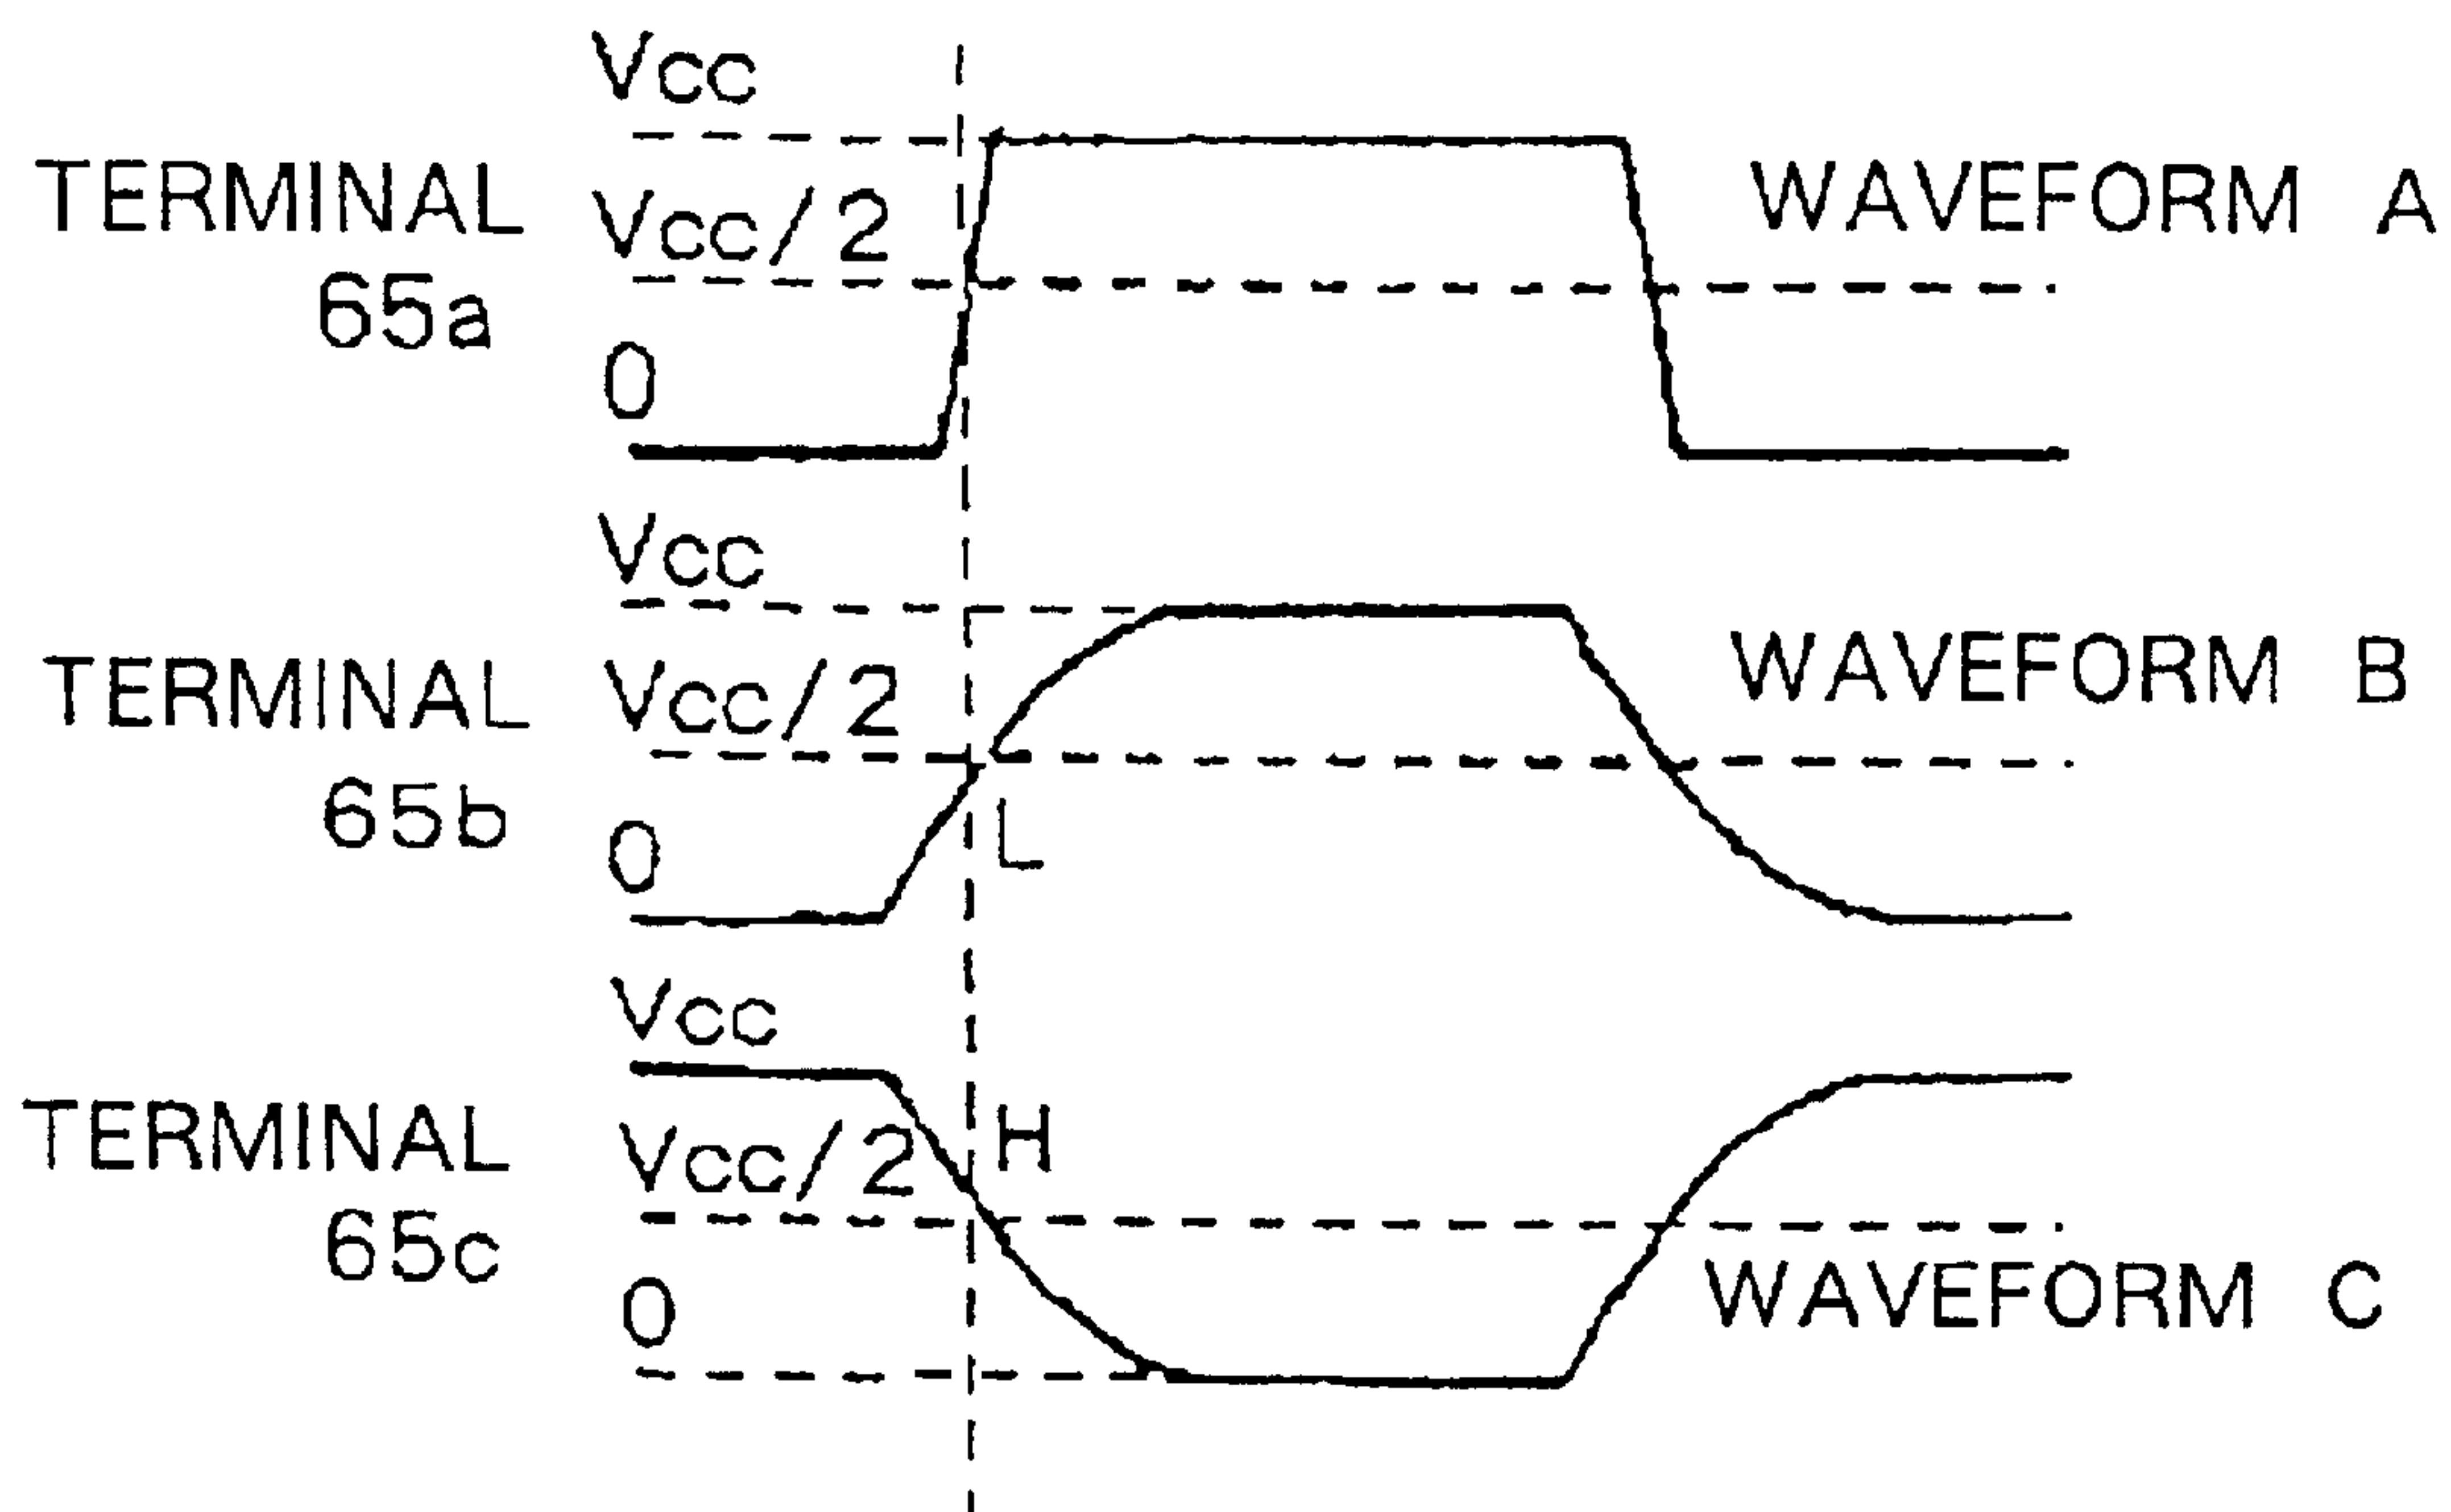 Vcc
TERMINAL
65a
Vcc/2
0
WAVEFORM A
Vcc
TERMINAL
65b
Vcc/2
0
L
WAVEFORM B
Vcc
TERMINAL
65c
Vcc/2
H
0
WAVEFORM C